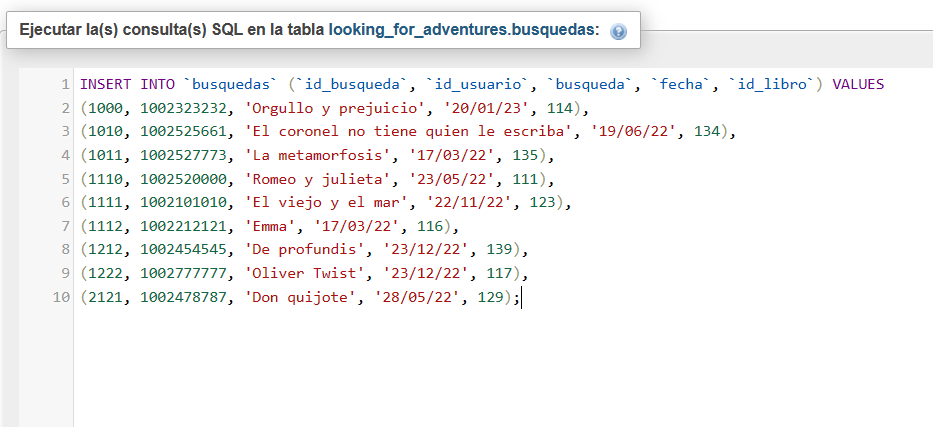 Ejecutar la(s) consulta(s) SQL en la tabla looking_for_adventures.busquedas:
1 INSERT INTO `busquedas` (`id_busqueda`, `id_usuario`, `busqueda`, `fecha`, `id_libro`) VALUES
2 (1000, 1002323232, 'Orgullo y prejuicio', '20/01/23', 114),
3 (1010, 1002525661, 'El coronel no tiene quien le escriba', '19/06/22', 134),
4 (1011, 1002527773, 'La metamorfosis', '17/03/22', 135),
5 (1110, 1002520000, 'Romeo y julieta', '23/05/22', 111),
6 (1111, 1002101010, 'El viejo y el mar', '22/11/22', 123),
7 (1112, 1002212121, 'Emma', '17/03/22', 116),
8 (1212, 1002454545, 'De profundis', '23/12/22', 139),
9 (1222, 1002777777, 'Oliver Twist', '23/12/22', 117),
10 (2121, 1002478787, 'Don quijote', '28/05/22', 129);